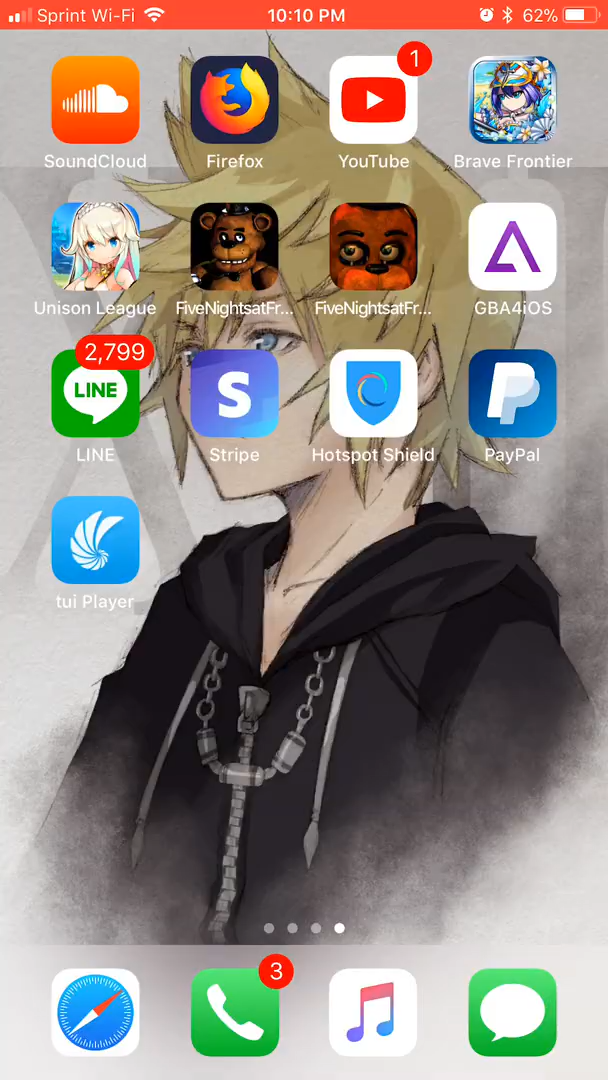 Sprint Wi-Fi 10:10 PM 62%
1
SoundCloud Firefox YouTube Brave Frontier
Unison League FiveNightsatFr... FiveNightsatFr... GBA4iOS
2,799
LINE
S
LINE Stripe Hotspot Shield PayPal
tui Player
3